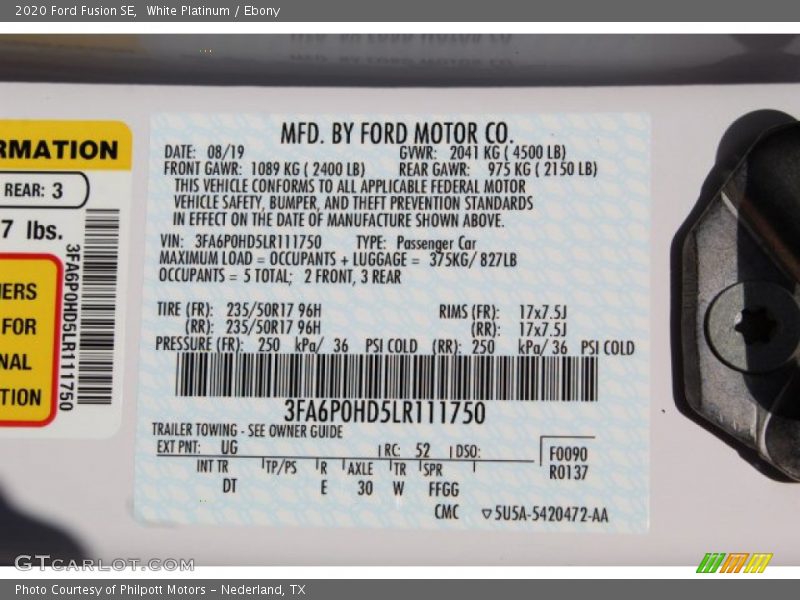 2020 Ford Fusion SE,  White Platinum / Ebony
RMATION
REAR: 3
7 lbs.
ERS
FOR
NAL
TION
3FA6P0HD5LR111750
MFD. BY FORD MOTOR CO.
DATE: 08/19 GVWR: 2041 KG ( 4500 LB)
FRONT GAWR: 1089 KG ( 2400 LB) REAR GAWR: 975 KG ( 2150 LB)
THIS VEHICLE CONFORMS TO ALL APPLICABLE FEDERAL MOTOR
VEHICLE SAFETY, BUMPER, AND THEFT PREVENTION STANDARDS
IN EFFECT ON THE DATE OF MANUFACTURE SHOWN ABOVE.
VIN: 3FA6P0HD5LR111750 TYPE: Passenger Car
MAXIMUM LOAD = OCCUPANTS + LUGGAGE = 375KG/ 827LB
OCCUPANTS = 5 TOTAL; 2 FRONT, 3 REAR
TIRE (FR): 235/50R17 96H RIMS (FR): 17x7.5J
(RR): 235/50R17 96H (RR): 17x7.5J
PRESSURE (FR): 250 kPa/ 36 PSI COLD (RR): 250 kPa/ 36 PSI COLD
3FA6P0HD5LR111750
TRAILER TOWING - SEE OWNER GUIDE
EXT PNT: UG RC: 52 DSO: F0090
INT TR TP/PS R AXLE TR SPR R0137
DT E 30 W FFGG
CMC ▽5U5A-5420472-AA
GTCARLOT.COM
Photo Courtesy of Philpott Motors - Nederland, TX